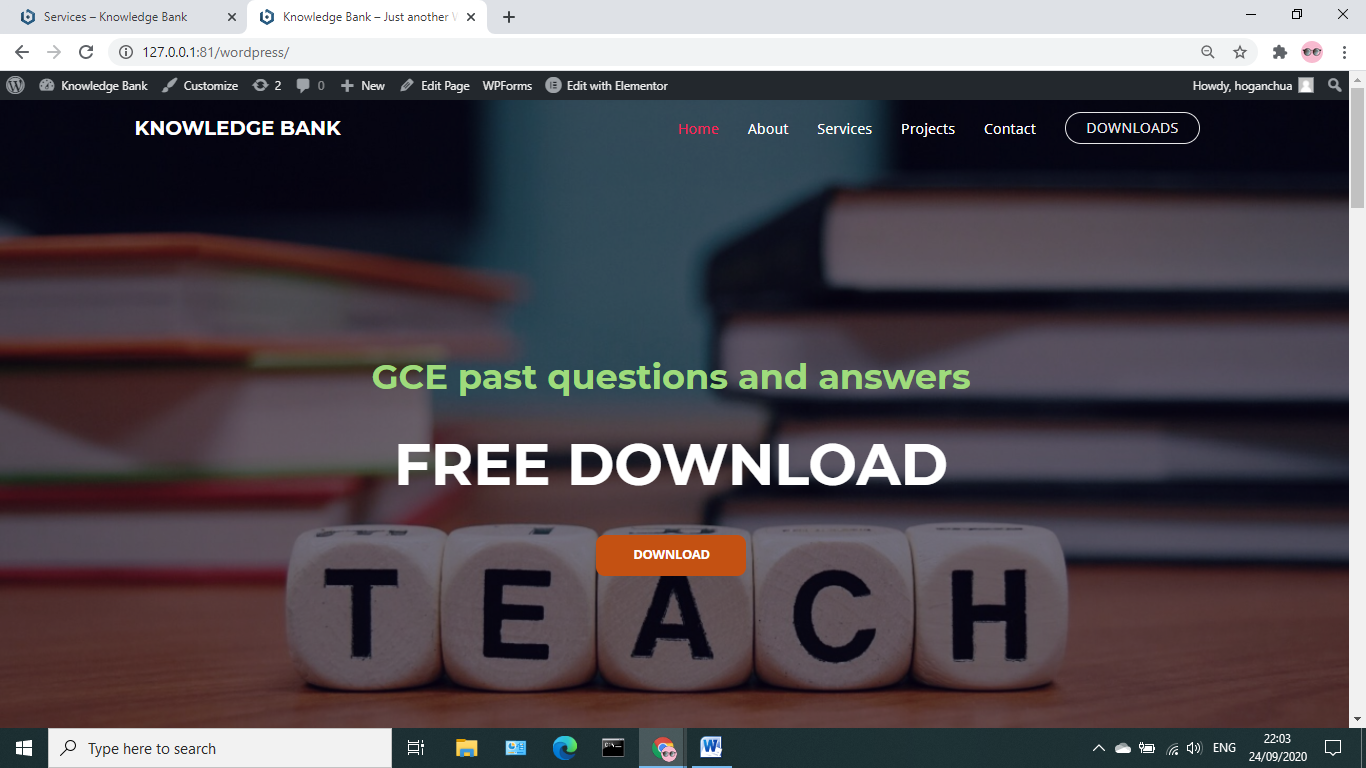 Services – Knowledge Bank
Knowledge Bank – Just another W
127.0.0.1:81/wordpress/
Knowledge Bank Customize 2 0 New Edit Page WPForms Edit with Elementor Howdy, hoganchua
KNOWLEDGE BANK Home About Services Projects Contact DOWNLOADS
GCE past questions and answers
FREE DOWNLOAD
DOWNLOAD
TEACH
Type here to search
ENG
22:03
24/09/2020